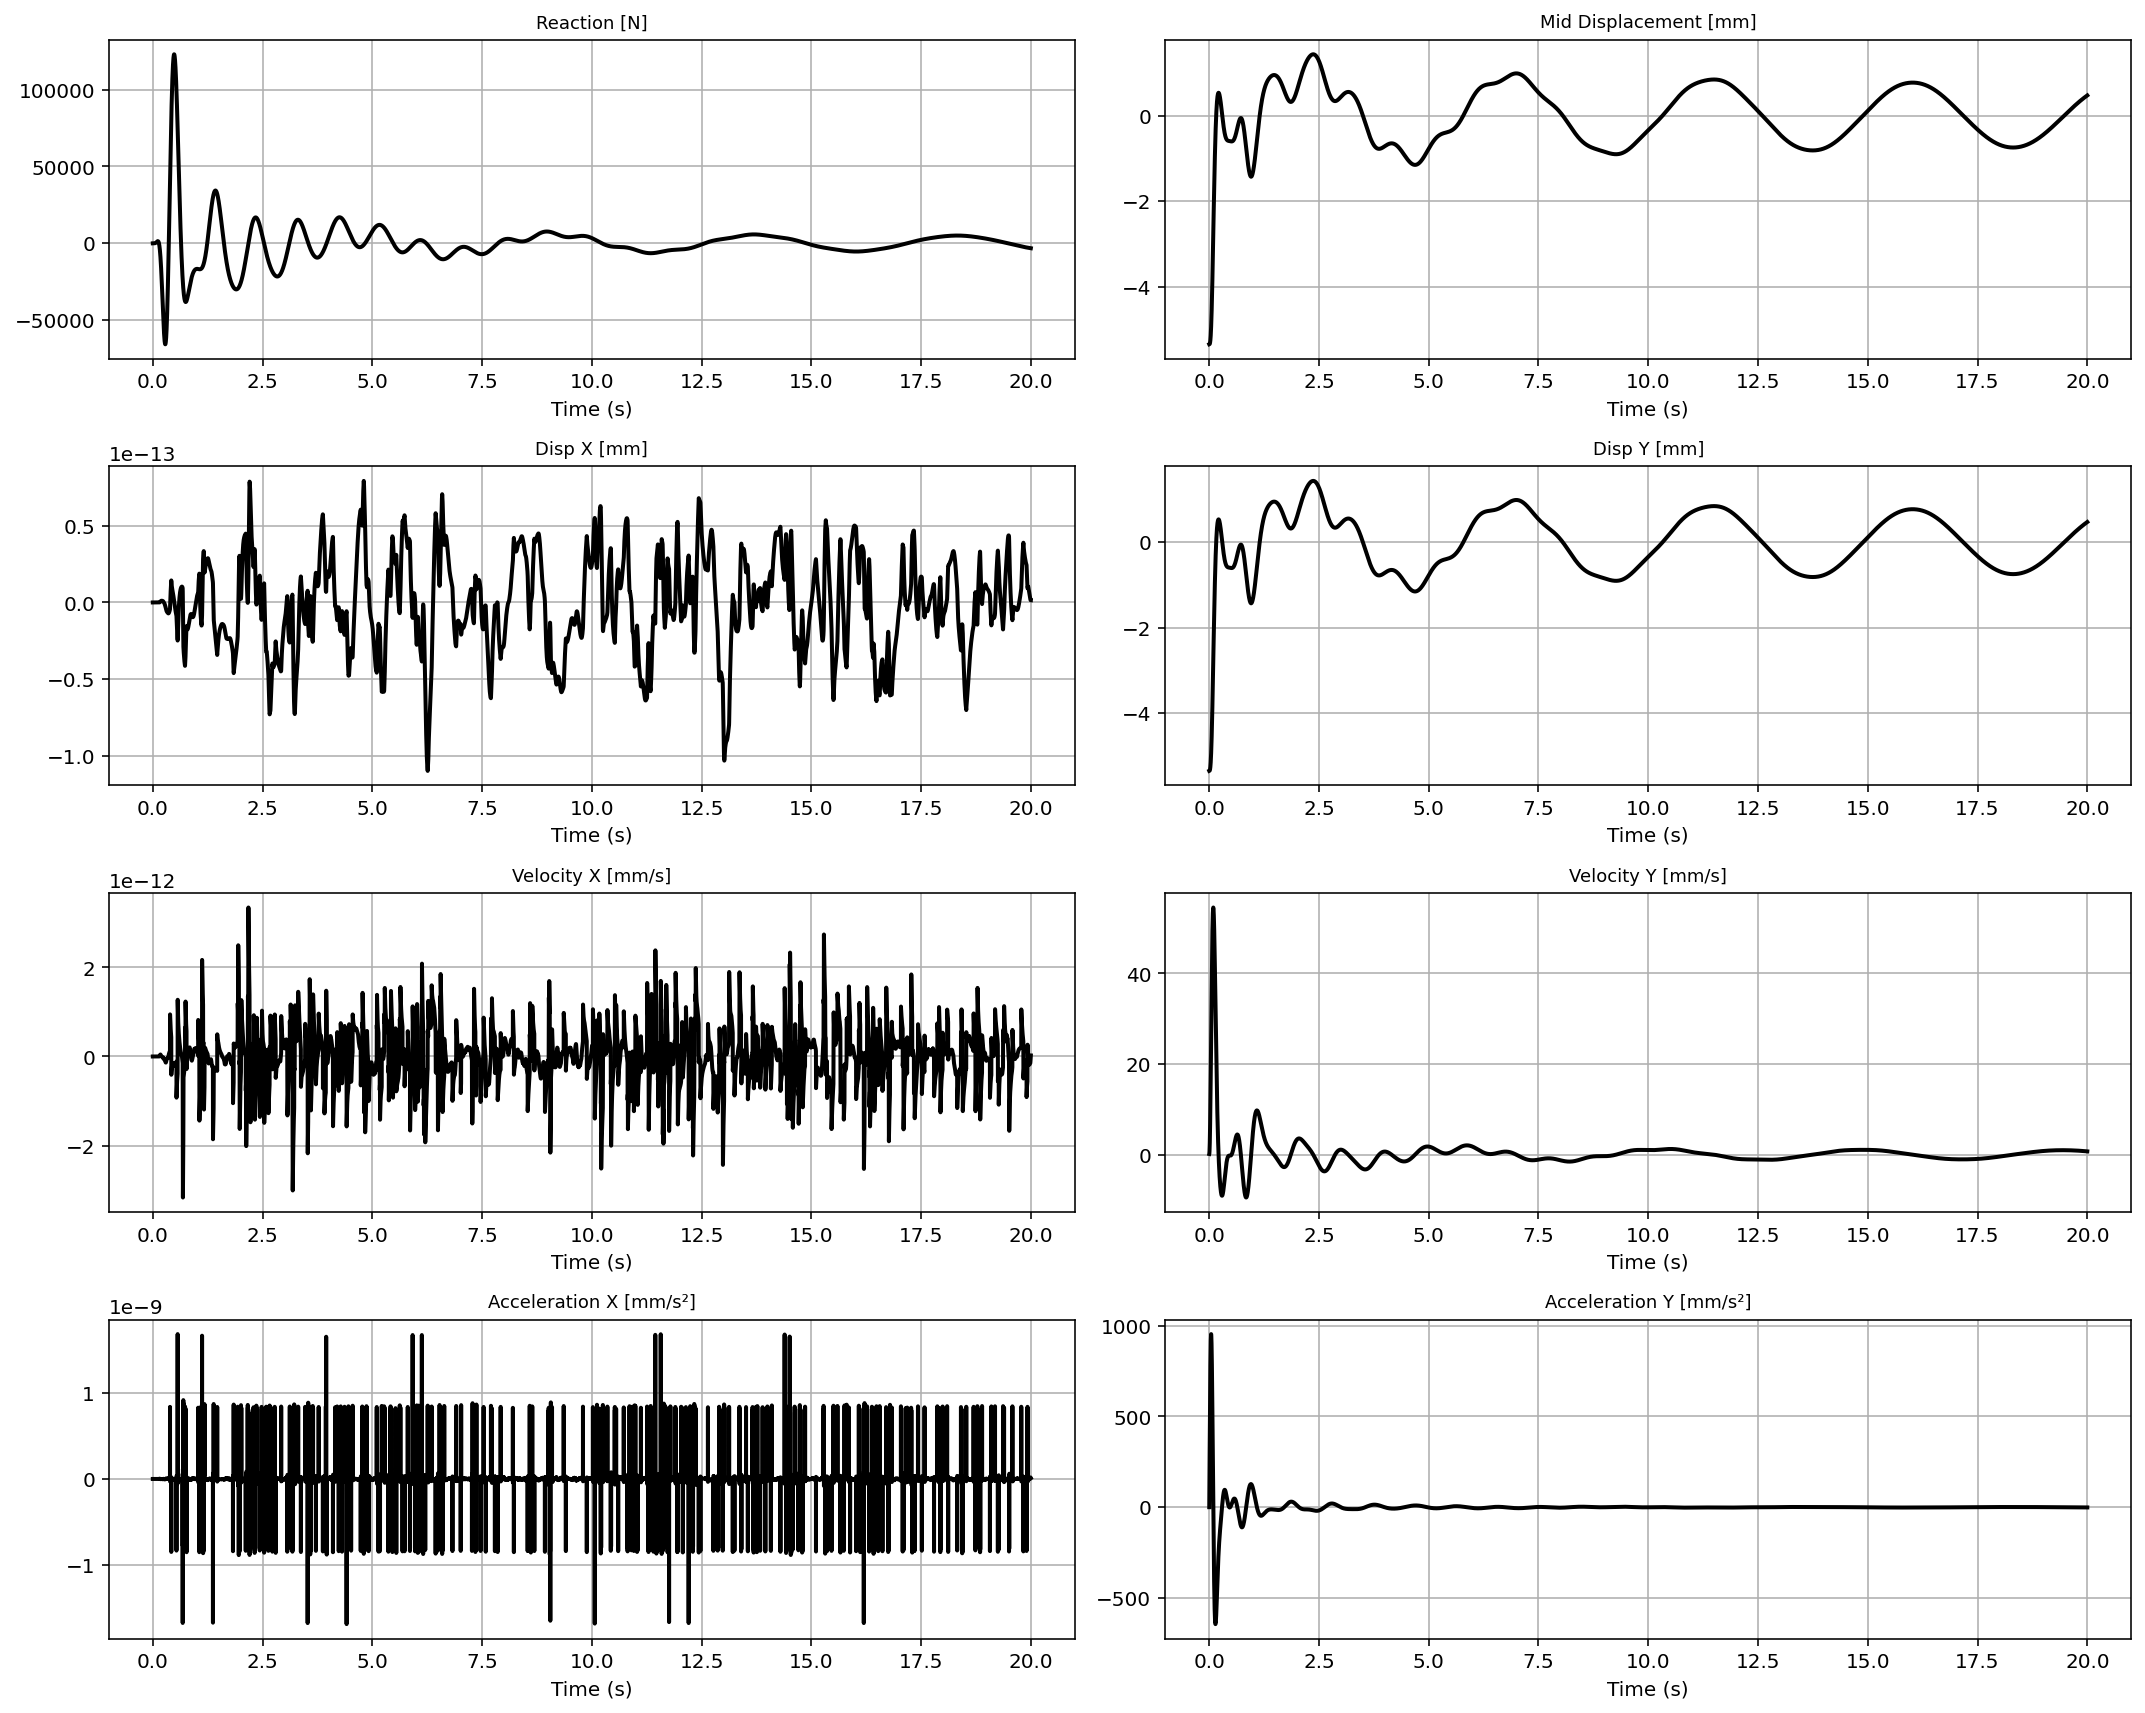 Reaction [N]
100000
50000
0
−50000
0.0 2.5 5.0 7.5 10.0 12.5 15.0 17.5 20.0
Time (s)
Mid Displacement [mm]
0
−2
−4
0.0 2.5 5.0 7.5 10.0 12.5 15.0 17.5 20.0
Time (s)
Disp X [mm]
1e−13
0.5
0.0
−0.5
−1.0
0.0 2.5 5.0 7.5 10.0 12.5 15.0 17.5 20.0
Time (s)
Disp Y [mm]
0
−2
−4
0.0 2.5 5.0 7.5 10.0 12.5 15.0 17.5 20.0
Time (s)
Velocity X [mm/s]
1e−12
2
0
−2
0.0 2.5 5.0 7.5 10.0 12.5 15.0 17.5 20.0
Time (s)
Velocity Y [mm/s]
40
20
0
0.0 2.5 5.0 7.5 10.0 12.5 15.0 17.5 20.0
Time (s)
Acceleration X [mm/s²]
1e−9
1
0
−1
0.0 2.5 5.0 7.5 10.0 12.5 15.0 17.5 20.0
Time (s)
Acceleration Y [mm/s²]
1000
500
0
−500
0.0 2.5 5.0 7.5 10.0 12.5 15.0 17.5 20.0
Time (s)